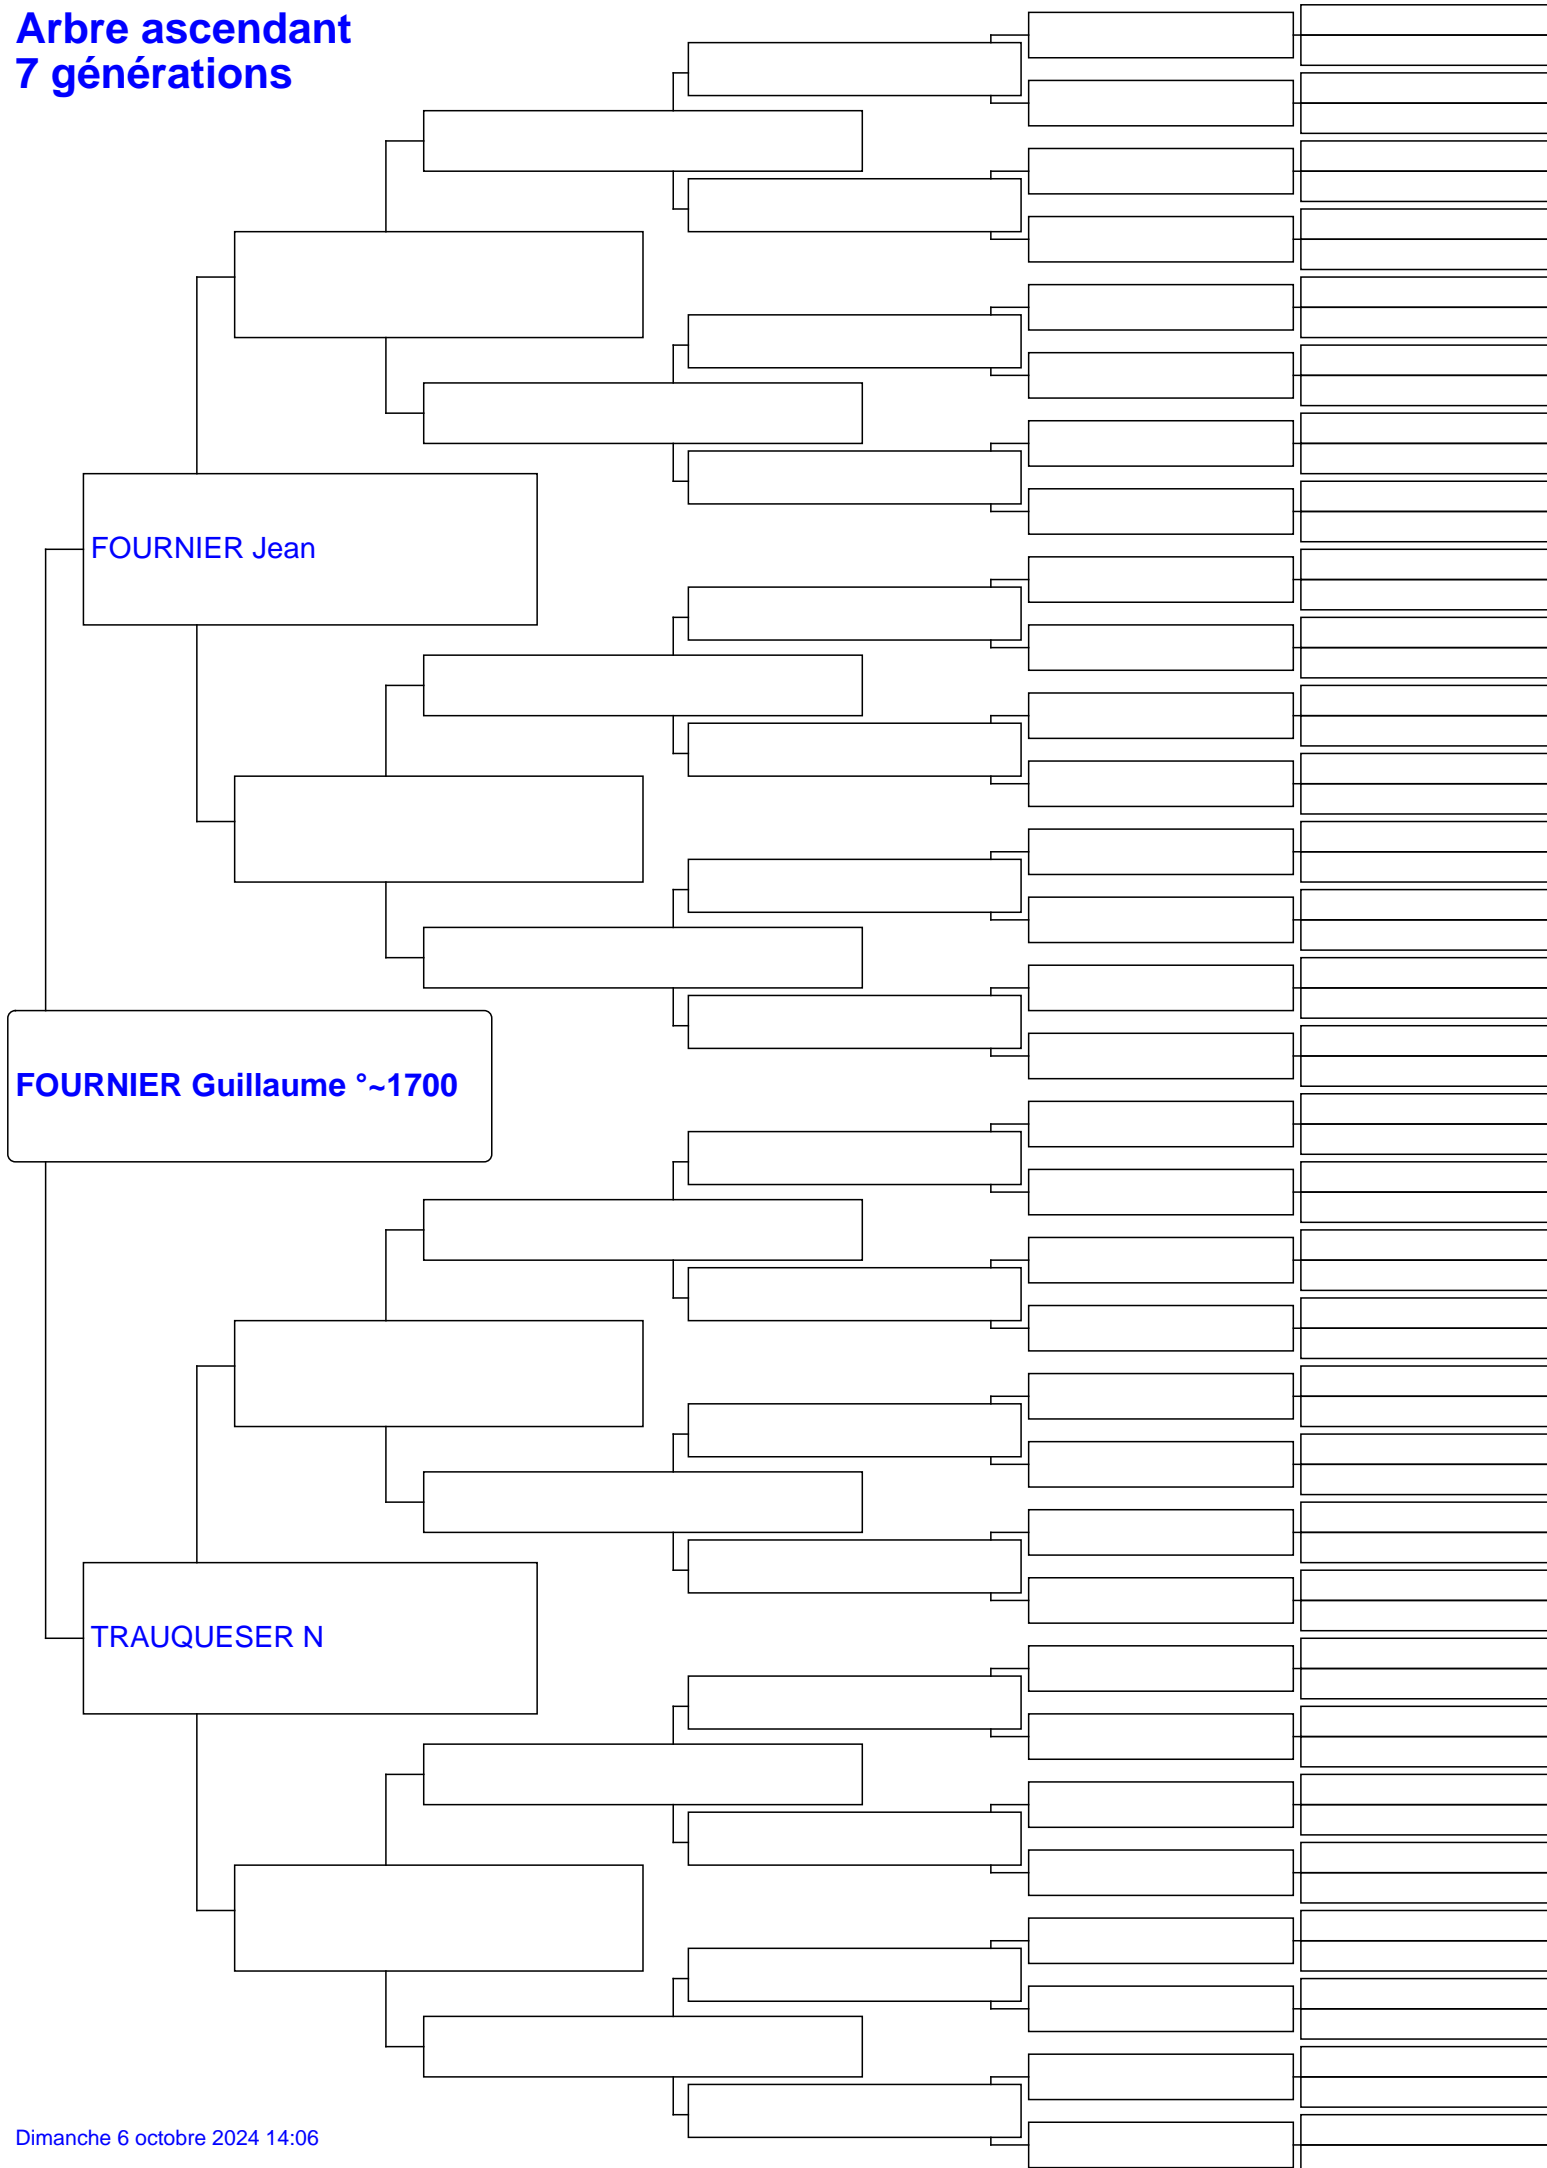 Arbre ascendant
7 générations
FOURNIER Jean
FOURNIER Guillaume °~1700
TRAUQUESER N
Dimanche 6 octobre 2024 14:06